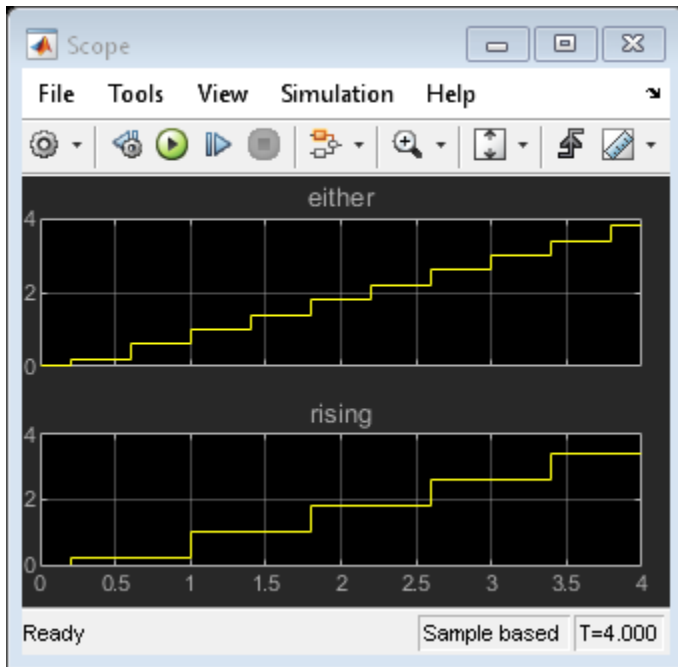 Scope
File Tools View Simulation Help
either
4
2
0
rising
4
2
0
0 0.5 1 1.5 2 2.5 3 3.5 4
Ready Sample based T=4.000